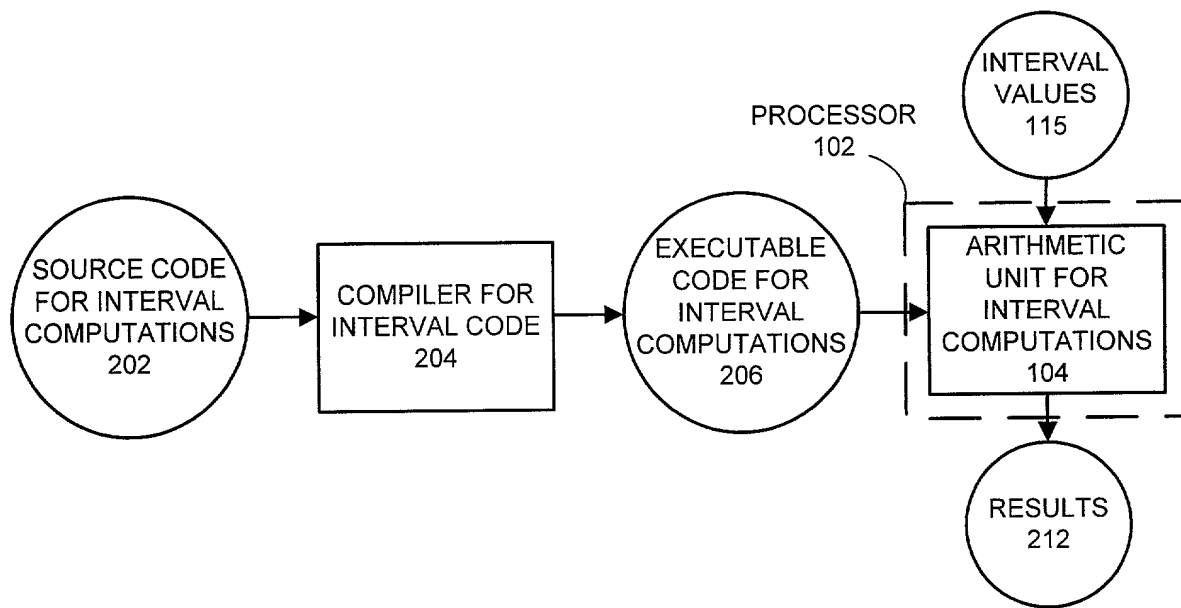 SOURCE CODE
FOR INTERVAL
COMPUTATIONS
202
COMPILER FOR
INTERVAL CODE
204
EXECUTABLE
CODE FOR
INTERVAL
COMPUTATIONS
206
PROCESSOR
102
INTERVAL
VALUES
115
ARITHMETIC
UNIT FOR
INTERVAL
COMPUTATIONS
104
RESULTS
212